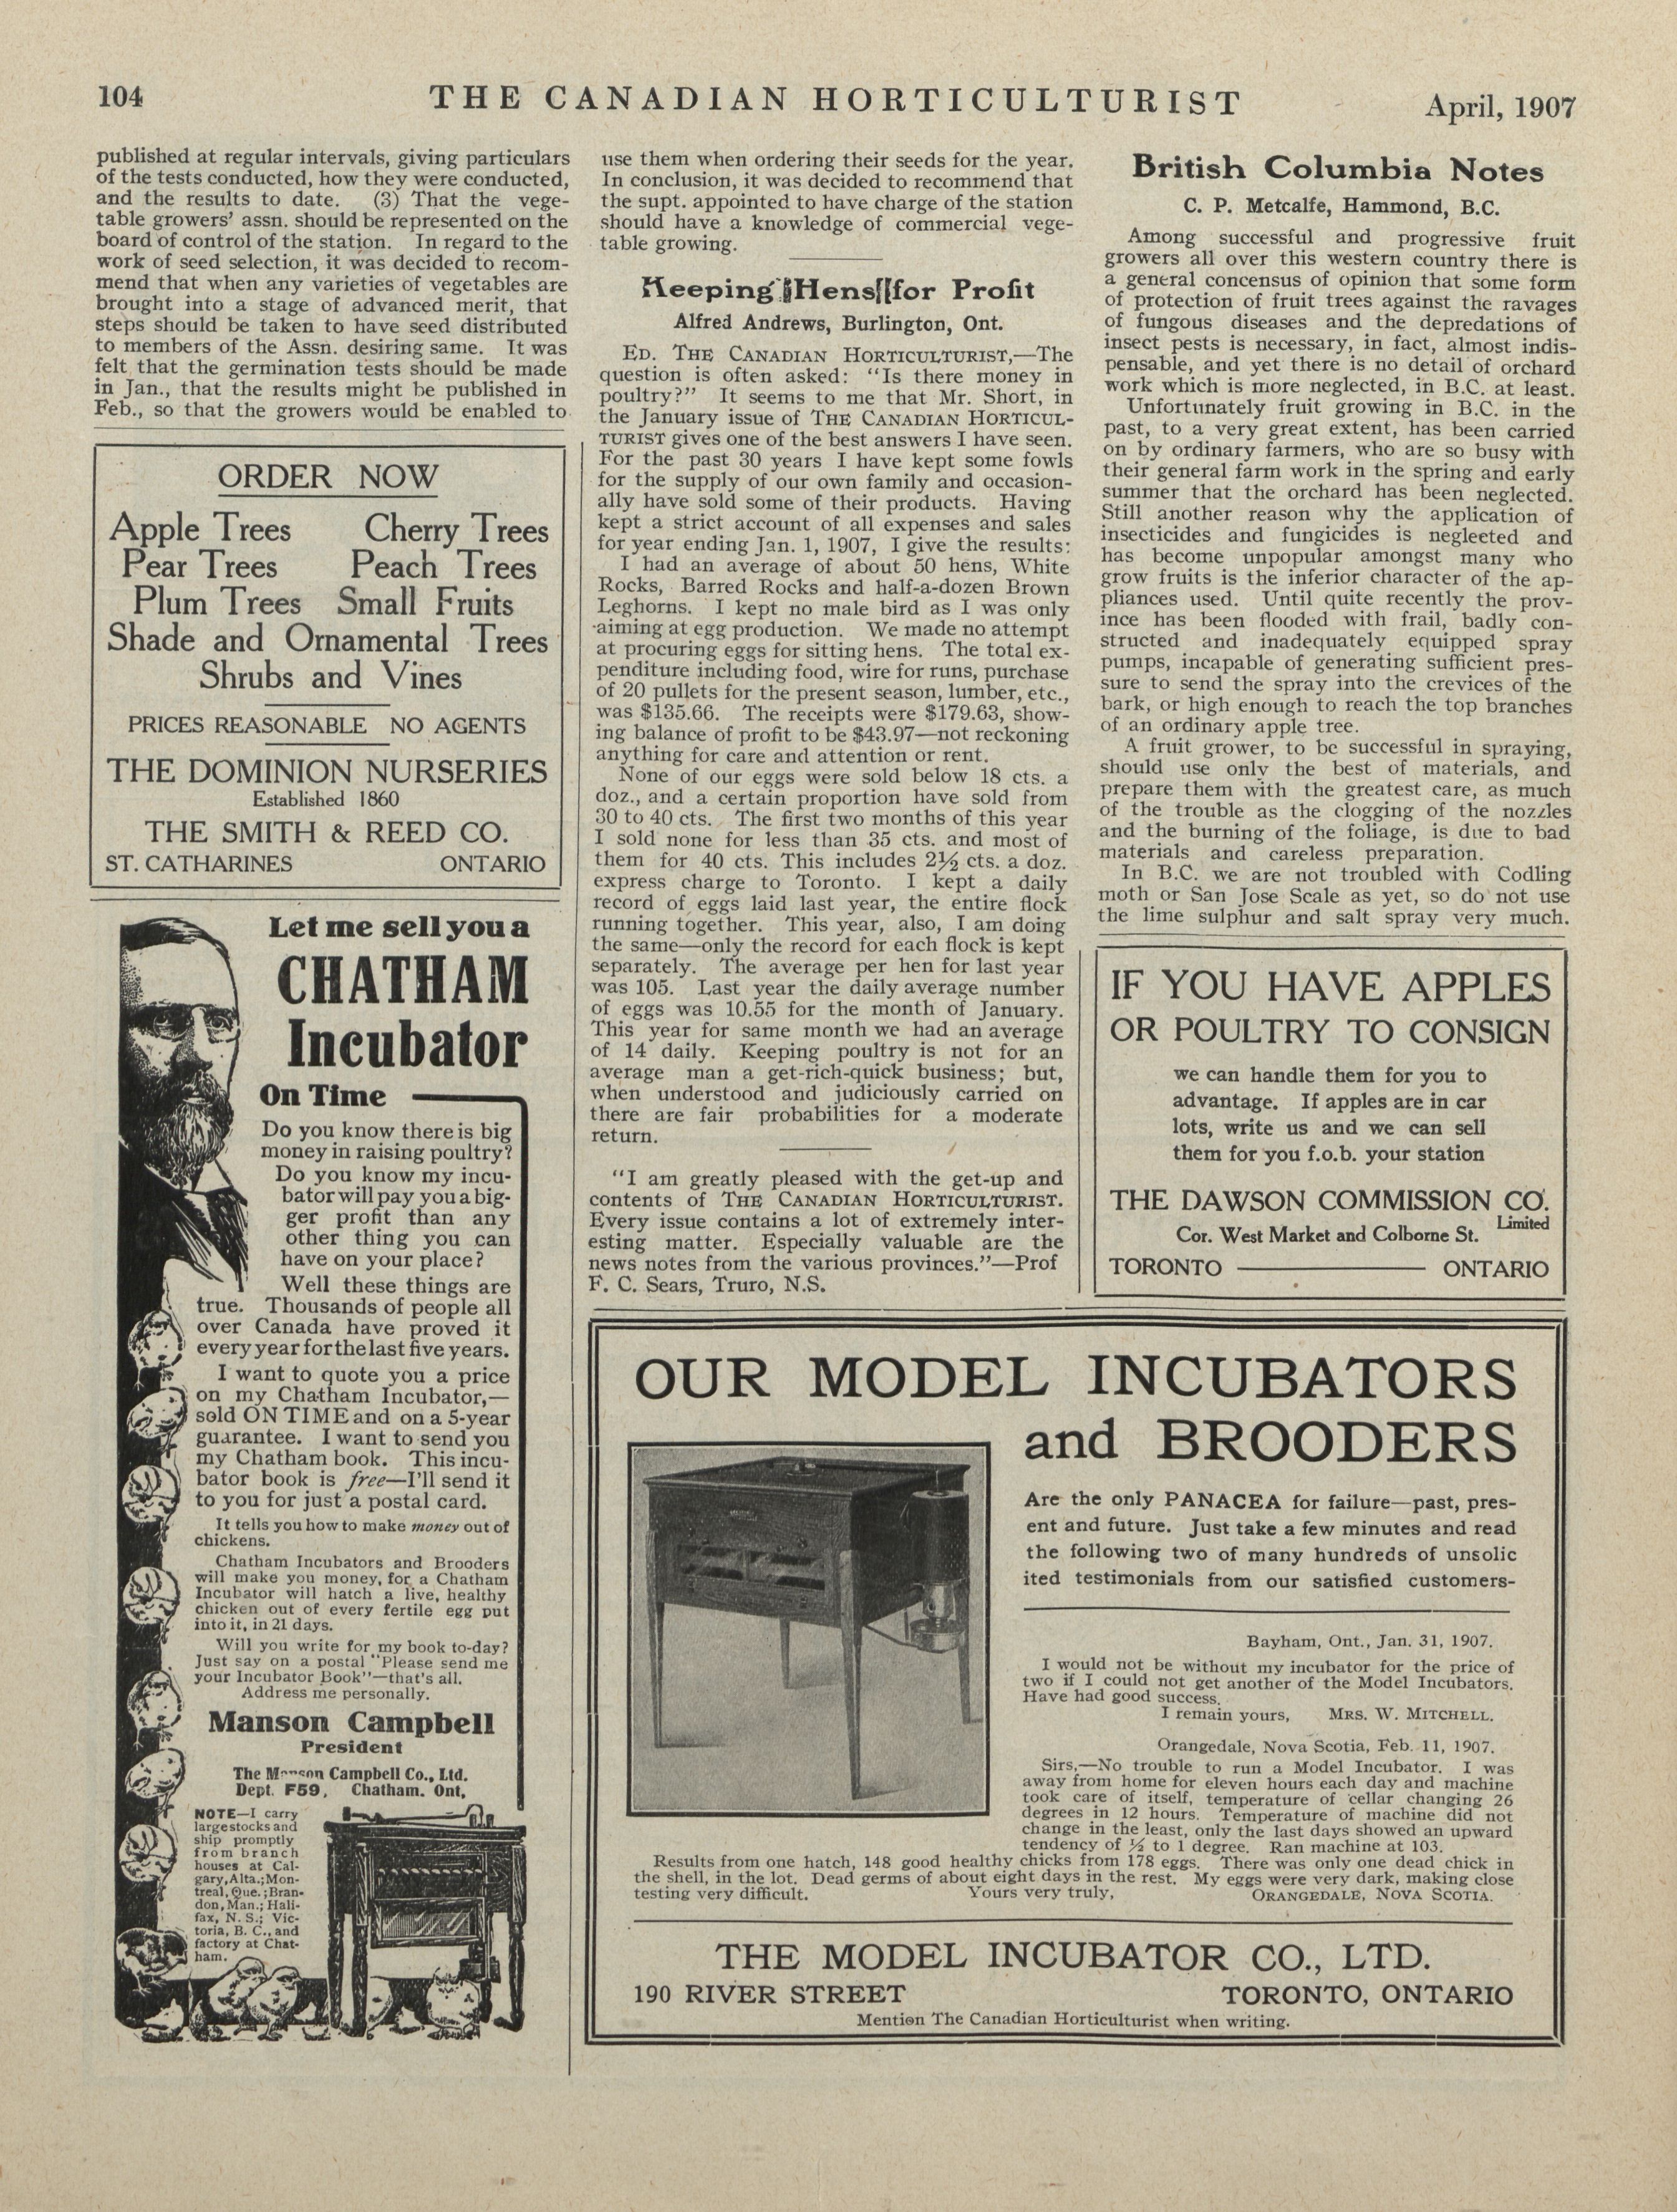 104
THE CANADIAN HORTICULTURIST
April, 1907
published at regular intervals, giving particulars
of the tests conducted, how they were conducted,
and the results to date. (3) That the vege-
table growers' assn. should be represented on the
board of control of the station. In regard to the
work of seed selection, it was decided to recom-
mend that when any varieties of vegetables are
brought into a stage of advanced merit, that
steps should be taken to have seed distributed
to members of the Assn. desiring same. It was
felt that the germination tests should be made
in Jan., that the results might be published in
Feb., so that the growers would be enabled to
ORDER NOW
Apple Trees Cherry Trees
Pear Trees Peach Trees
Plum Trees Small Fruits
Shade and Ornamental Trees
Shrubs and Vines
PRICES REASONABLE NO AGENTS
THE DOMINION NURSERIES
Established 1860
THE SMITH & REED CO.
ST. CATHARINES ONTARIO
Let me sell you a
CHATHAM
Incubator
On Time
Do you know there is big
money in raising poultry?
Do you know my incu-
bator will pay you a big-
ger profit than any
other thing you can
have on your place?
Well these things are
true. Thousands of people all
over Canada have proved it
every year for the last five years.
I want to quote you a price
on my Chatham Incubator,—
sold ON TIME and on a 5-year
guarantee. I want to send you
my Chatham book. This incu-
bator book is free—I'll send it
to you for just a postal card.
It tells you how to make money out of
chickens.
Chatham Incubators and Brooders
will make you money, for a Chatham
Incubator will hatch a live, healthy
chicken out of every fertile egg put
into it, in 21 days.
Will you write for my book to-day?
Just say on a postal "Please send me
your Incubator Book"—that's all.
Address me personally.
Manson Campbell
President
The Manson Campbell Co., Ltd.
Dept. F59, Chatham. Ont,
NOTE—I carry
large stocks and
ship promptly
from branch
houses at Cal-
gary, Alta.; Mon-
treal, Que.; Bran-
don, Man.; Hali-
fax, N. S.; Vic-
toria, B. C., and
factory at Chat-
ham.
use them when ordering their seeds for the year.
In conclusion, it was decided to recommend that
the supt. appointed to have charge of the station
should have a knowledge of commercial vege-
table growing.
Keeping Hens for Profit
Alfred Andrews, Burlington, Ont.
ED. THE CANADIAN HORTICULTURIST,—The
question is often asked: "Is there money in
poultry?" It seems to me that Mr. Short, in
the January issue of THE CANADIAN HORTICUL-
TURIST gives one of the best answers I have seen.
For the past 30 years I have kept some fowls
for the supply of our own family and occasion-
ally have sold some of their products. Having
kept a strict account of all expenses and sales
for year ending Jan. 1, 1907, I give the results:
I had an average of about 50 hens, White
Rocks, Barred Rocks and half-a-dozen Brown
Leghorns. I kept no male bird as I was only
aiming at egg production. We made no attempt
at procuring eggs for sitting hens. The total ex-
penditure including food, wire for runs, purchase
of 20 pullets for the present season, lumber, etc.,
was $135.66. The receipts were $179.63, show-
ing balance of profit to be $43.97—not reckoning
anything for care and attention or rent.
None of our eggs were sold below 18 cts. a
doz., and a certain proportion have sold from
30 to 40 cts. The first two months of this year
I sold none for less than 35 cts. and most of
them for 40 cts. This includes 2½ cts. a doz.
express charge to Toronto. I kept a daily
record of eggs laid last year, the entire flock
running together. This year, also, I am doing
the same—only the record for each flock is kept
separately. The average per hen for last year
was 105. Last year the daily average number
of eggs was 10.55 for the month of January.
This year for same month we had an average
of 14 daily. Keeping poultry is not for an
average man a get-rich-quick business; but,
when understood and judiciously carried on
there are fair probabilities for a moderate
return.
"I am greatly pleased with the get-up and
contents of THE CANADIAN HORTICULTURIST.
Every issue contains a lot of extremely inter-
esting matter. Especially valuable are the
news notes from the various provinces."—Prof
F. C. Sears, Truro, N.S.
British Columbia Notes
C. P. Metcalfe, Hammond, B.C.
Among successful and progressive fruit
growers all over this western country there is
a general concensus of opinion that some form
of protection of fruit trees against the ravages
of fungous diseases and the depredations of
insect pests is necessary, in fact, almost indis-
pensable, and yet there is no detail of orchard
work which is more neglected, in B.C. at least.
Unfortunately fruit growing in B.C. in the
past, to a very great extent, has been carried
on by ordinary farmers, who are so busy with
their general farm work in the spring and early
summer that the orchard has been neglected.
Still another reason why the application of
insecticides and fungicides is neglected and
has become unpopular amongst many who
grow fruits is the inferior character of the ap-
pliances used. Until quite recently the prov-
ince has been flooded with frail, badly con-
structed and inadequately equipped spray
pumps, incapable of generating sufficient pres-
sure to send the spray into the crevices of the
bark, or high enough to reach the top branches
of an ordinary apple tree.
A fruit grower, to be successful in spraying,
should use only the best of materials, and
prepare them with the greatest care, as much
of the trouble as the clogging of the nozzles
and the burning of the foliage, is due to bad
materials and careless preparation.
In B.C. we are not troubled with Codling
moth or San Jose Scale as yet, so do not use
the lime sulphur and salt spray very much.
IF YOU HAVE APPLES
OR POULTRY TO CONSIGN
we can handle them for you to
advantage. If apples are in car
lots, write us and we can sell
them for you f.o.b. your station
THE DAWSON COMMISSION CO.
Limited
Cor. West Market and Colborne St.
TORONTO ONTARIO
OUR MODEL INCUBATORS
and BROODERS
Are the only PANACEA for failure—past, pres-
ent and future. Just take a few minutes and read
the following two of many hundreds of unsolic
ited testimonials from our satisfied customers-
Bayham, Ont., Jan. 31, 1907.
I would not be without my incubator for the price of
two if I could not get another of the Model Incubators.
Have had good success.
I remain yours, MRS. W. MITCHELL.
Orangedale, Nova Scotia, Feb. 11, 1907.
Sirs,—No trouble to run a Model Incubator. I was
away from home for eleven hours each day and machine
took care of itself, temperature of cellar changing 26
degrees in 12 hours. Temperature of machine did not
change in the least, only the last days showed an upward
tendency of ½ to 1 degree. Ran machine at 103.
Results from one hatch, 148 good healthy chicks from 178 eggs. There was only one dead chick in
the shell, in the lot. Dead germs of about eight days in the rest. My eggs were very dark, making close
testing very difficult. Yours very truly, ORANGEDALE, NOVA SCOTIA.
THE MODEL INCUBATOR CO., LTD.
190 RIVER STREET TORONTO, ONTARIO
Mention The Canadian Horticulturist when writing.